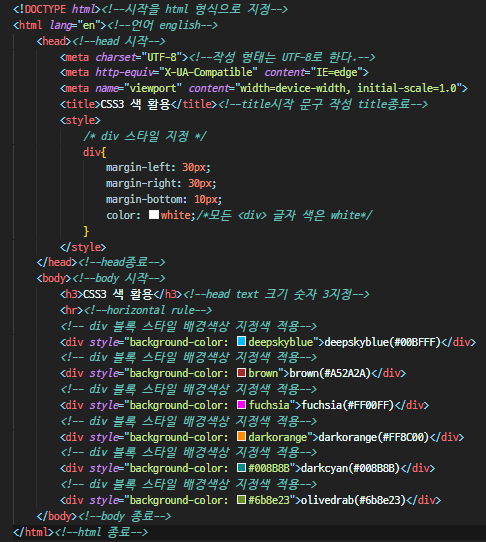 <!DOCTYPE html><!--시작을 html 형식으로 지정-->
<html lang="en"><!--언어 english-->
<head><!--head 시작-->
<meta charset="UTF-8"><!--작성 형태는 UTF-8로 한다.-->
<meta http-equiv="X-UA-Compatible" content="IE=edge">
<meta name="viewport" content="width=device-width, initial-scale=1.0">
<title>CSS3 색 활용</title><!--title시작 문구 작성 title종료-->
<style>
/* div 스타일 지정 */
div{
margin-left: 30px;
margin-right: 30px;
margin-bottom: 10px;
color: white;/*모든 <div> 글자 색은 white*/
}
</style>
</head><!--head종료-->
<body><!--body 시작-->
<h3>CSS3 색 활용</h3><!--head text 크기 숫자 3지정-->
<hr><!--horizontal rule-->
<!-- div 블록 스타일 배경색상 지정색 적용-->
<div style="background-color: deepskyblue">deepskyblue(#00BFFF)</div>
<!-- div 블록 스타일 배경색상 지정색 적용-->
<div style="background-color: brown">brown(#A52A2A)</div>
<!-- div 블록 스타일 배경색상 지정색 적용-->
<div style="background-color: fuchsia">fuchsia(#FF00FF)</div>
<!-- div 블록 스타일 배경색상 지정색 적용-->
<div style="background-color: darkorange">darkorange(#FF8C00)</div>
<!-- div 블록 스타일 배경색상 지정색 적용-->
<div style="background-color: #008B8B">darkcyan(#008B8B)</div>
<!-- div 블록 스타일 배경색상 지정색 적용-->
<div style="background-color: #6b8e23">olivedrab(#6b8e23)</div>
</body><!--body 종료-->
</html><!--html 종료-->